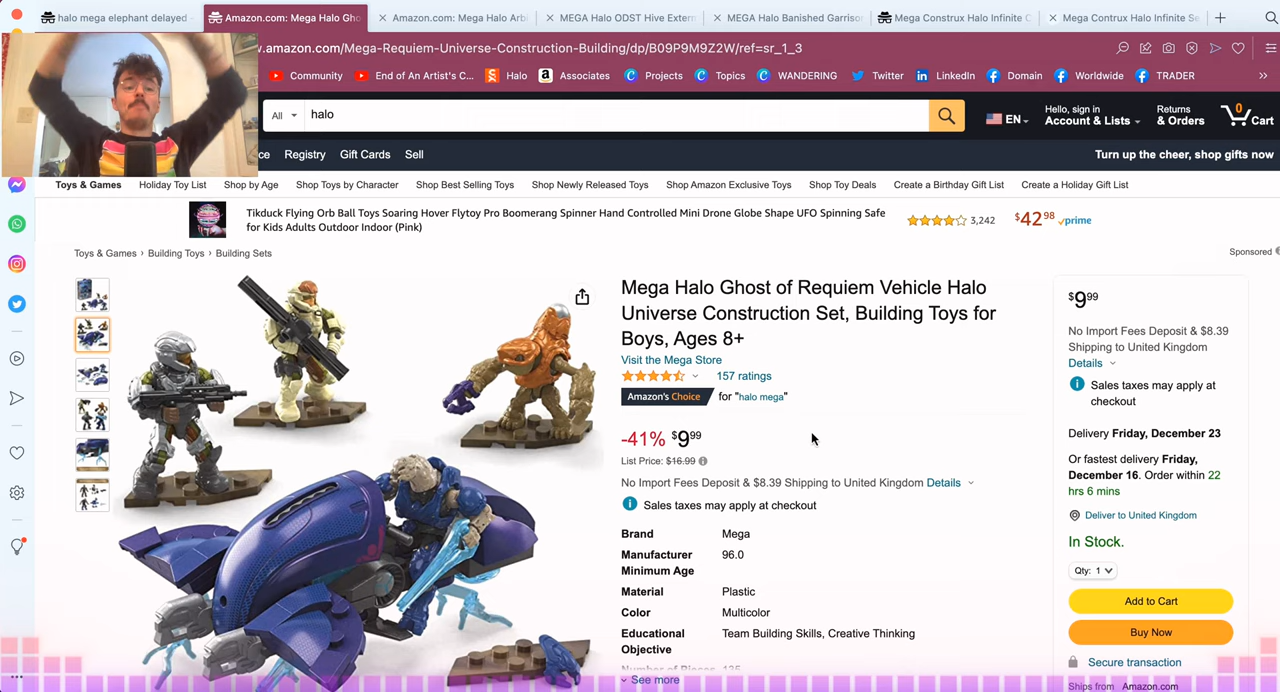 halo mega elephant delayed
Amazon.com: Mega Halo Gho
Amazon.com: Mega Halo Arbi
MEGA Halo ODST Hive Extern
MEGA Halo Banished Garrison
Mega Construx Halo Infinite C
Mega Contrux Halo Infinite Se
w.amazon.com/Mega-Requiem-Universe-Construction-Building/dp/B09P9M9Z2W/ref=sr_1_3
Community
End of An Artist's C...
Halo
Associates
Projects
Topics
WANDERING
Twitter
LinkedIn
Domain
Worldwide
TRADER
All
halo
EN
Hello, sign in
Account & Lists
Returns
& Orders
0
Cart
ce
Registry
Gift Cards
Sell
Turn up the cheer, shop gifts now
Toys & Games
Holiday Toy List
Shop by Age
Shop Toys by Character
Shop Best Selling Toys
Shop Newly Released Toys
Shop Amazon Exclusive Toys
Shop Toy Deals
Create a Birthday Gift List
Create a Holiday Gift List
Tikduck Flying Orb Ball Toys Soaring Hover Flytoy Pro Boomerang Spinner Hand Controlled Mini Drone Globe Shape UFO Spinning Safe
for Kids Adults Outdoor Indoor (Pink)
3,242
$42.98 prime
Toys & Games › Building Toys › Building Sets
Sponsored
Mega Halo Ghost of Requiem Vehicle Halo
Universe Construction Set, Building Toys for
Boys, Ages 8+
Visit the Mega Store
157 ratings
Amazon's Choice for "halo mega"
-41% $9.99
List Price: $16.99
No Import Fees Deposit & $8.39 Shipping to United Kingdom Details
Sales taxes may apply at checkout
Brand Mega
Manufacturer 96.0
Minimum Age
Material Plastic
Color Multicolor
Educational Team Building Skills, Creative Thinking
Objective
Number of Pieces 135
See more
$9.99
No Import Fees Deposit & $8.39
Shipping to United Kingdom
Details
Sales taxes may apply at
checkout
Delivery Friday, December 23
Or fastest delivery Friday,
December 16. Order within 22
hrs 6 mins
Deliver to United Kingdom
In Stock.
Qty: 1
Add to Cart
Buy Now
Secure transaction
Ships from Amazon.com